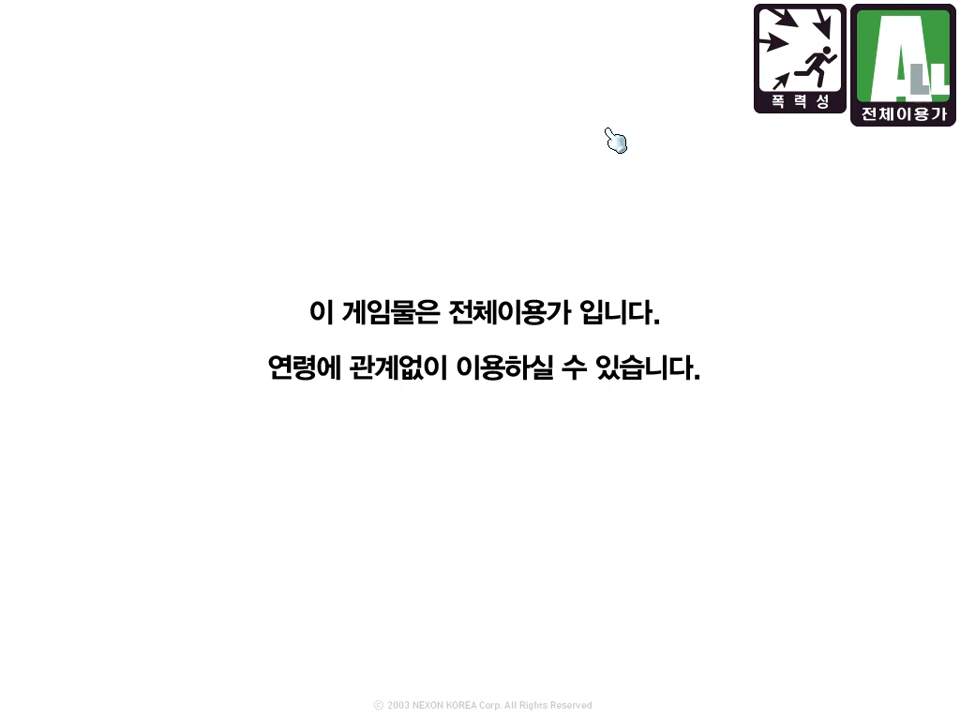 폭력성
ALL
전체이용가
이 게임물은 전체이용가 입니다.
연령에 관계없이 이용하실 수 있습니다.
ⓒ 2003 NEXON KOREA Corp. All Rights Reserved